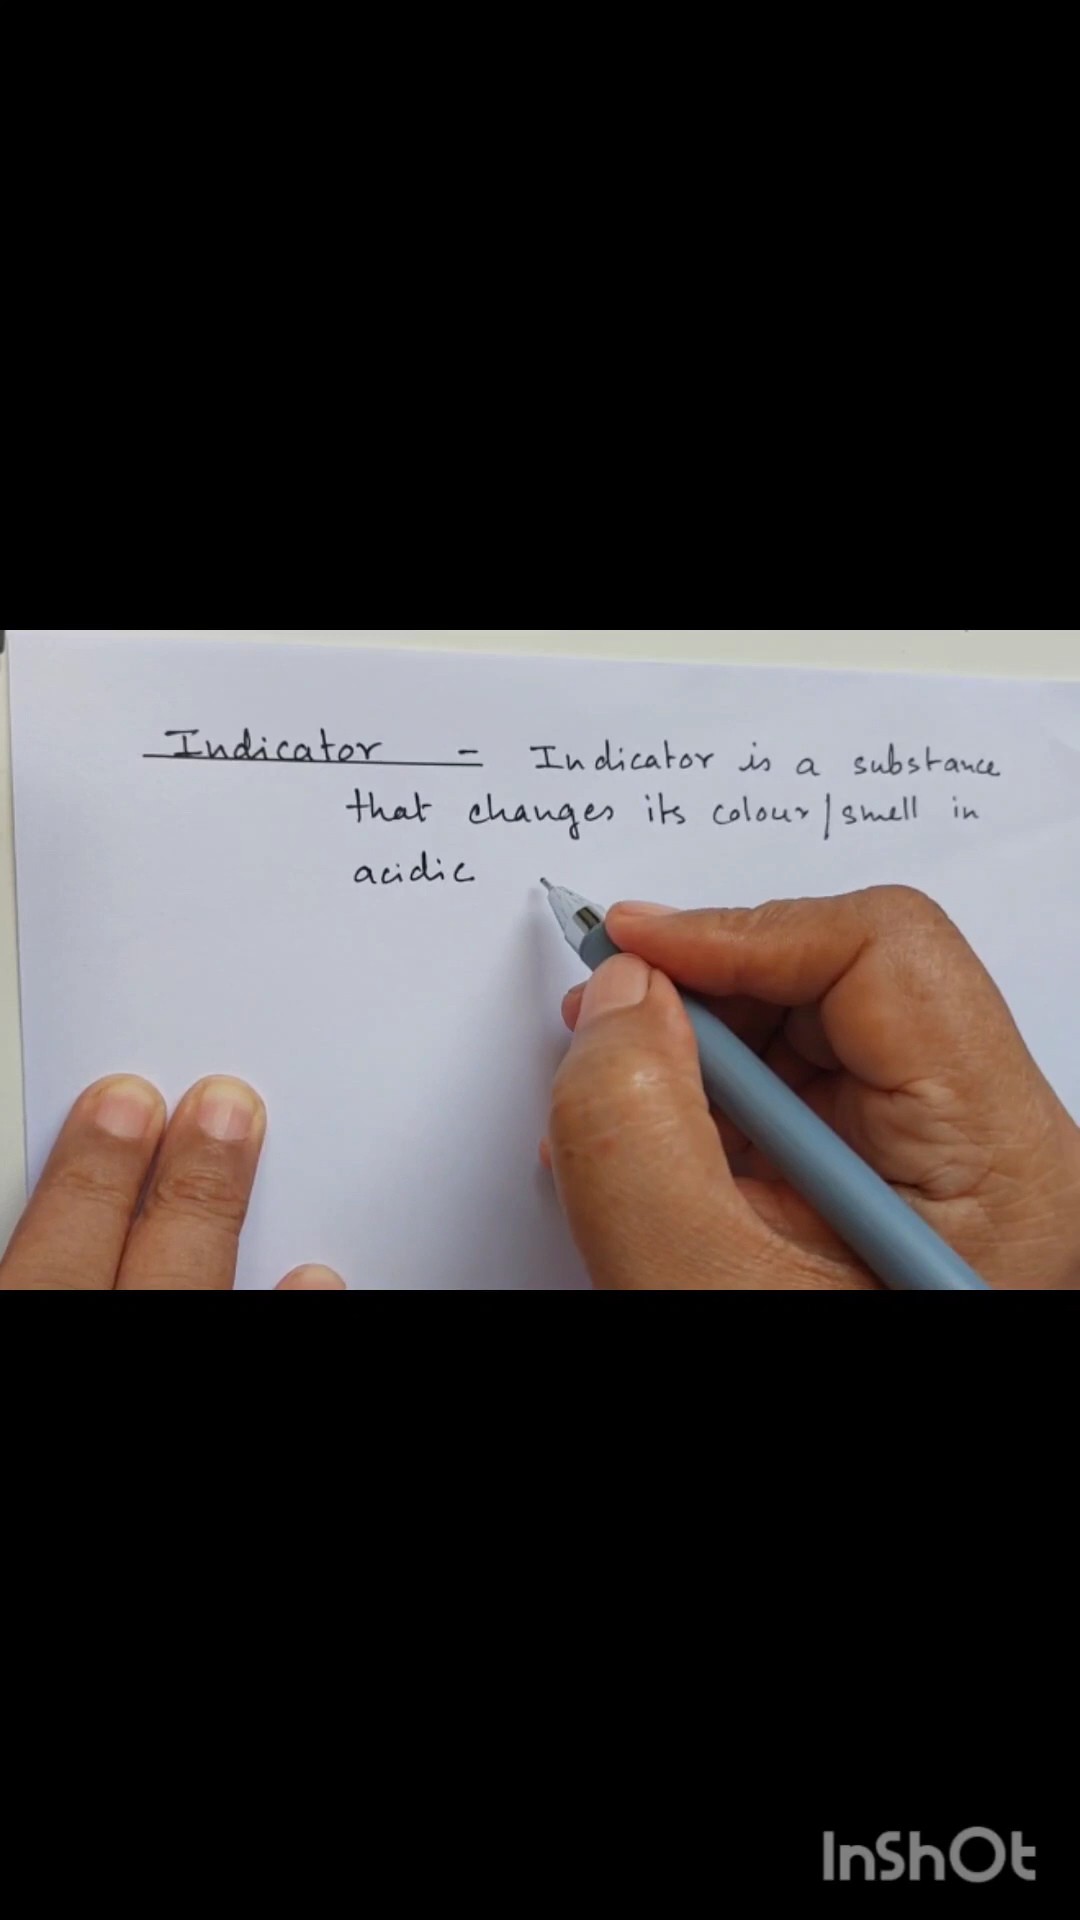 Indicator - Indicator is a substance
that changes its colour/smell in
acidic
InShOt